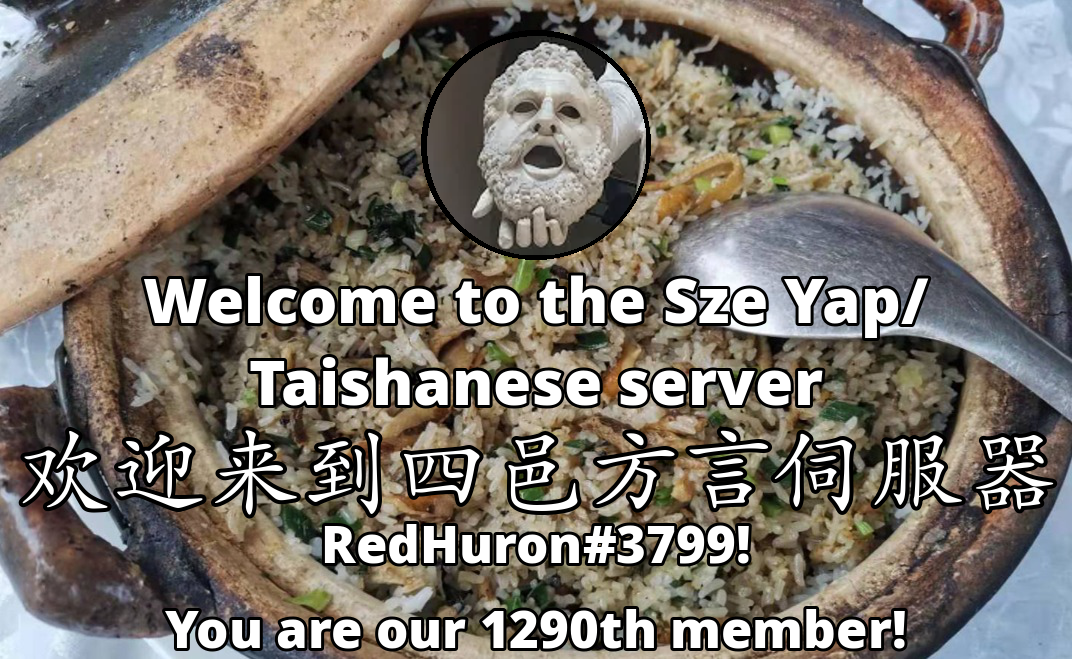 Welcome to the Sze Yap/
Taishanese server
欢迎来到四邑方言伺服器
RedHuron#3799!
You are our 1290th member!